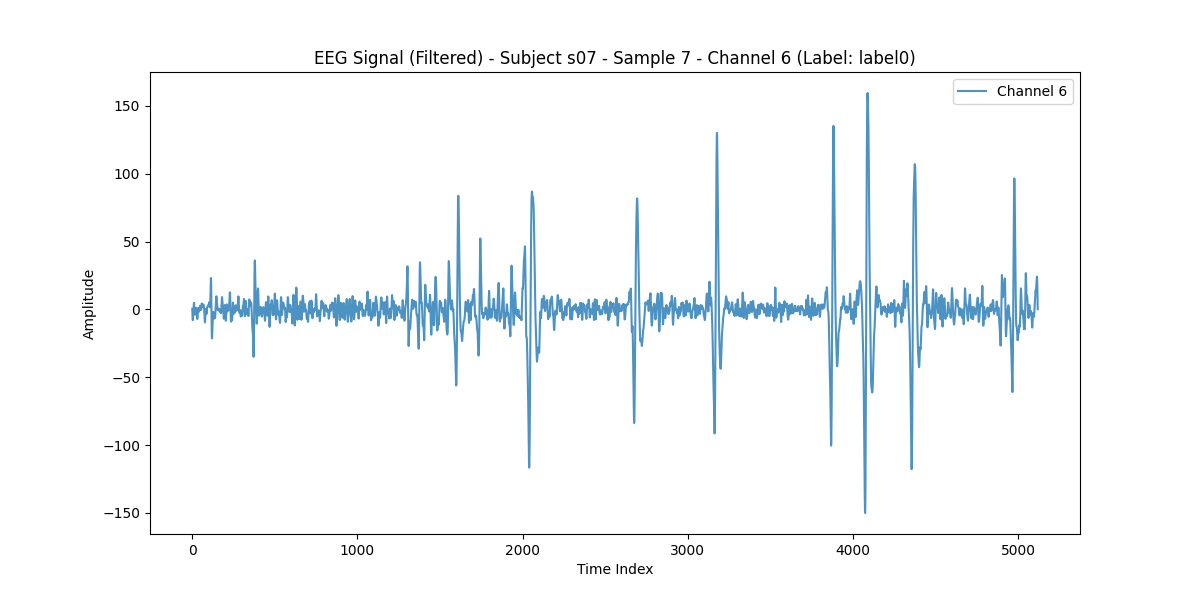 EEG Signal (Filtered) - Subject s07 - Sample 7 - Channel 6 (Label: label0)
Channel 6
150
100
50
0
−50
−100
−150
Amplitude
0 1000 2000 3000 4000 5000
Time Index